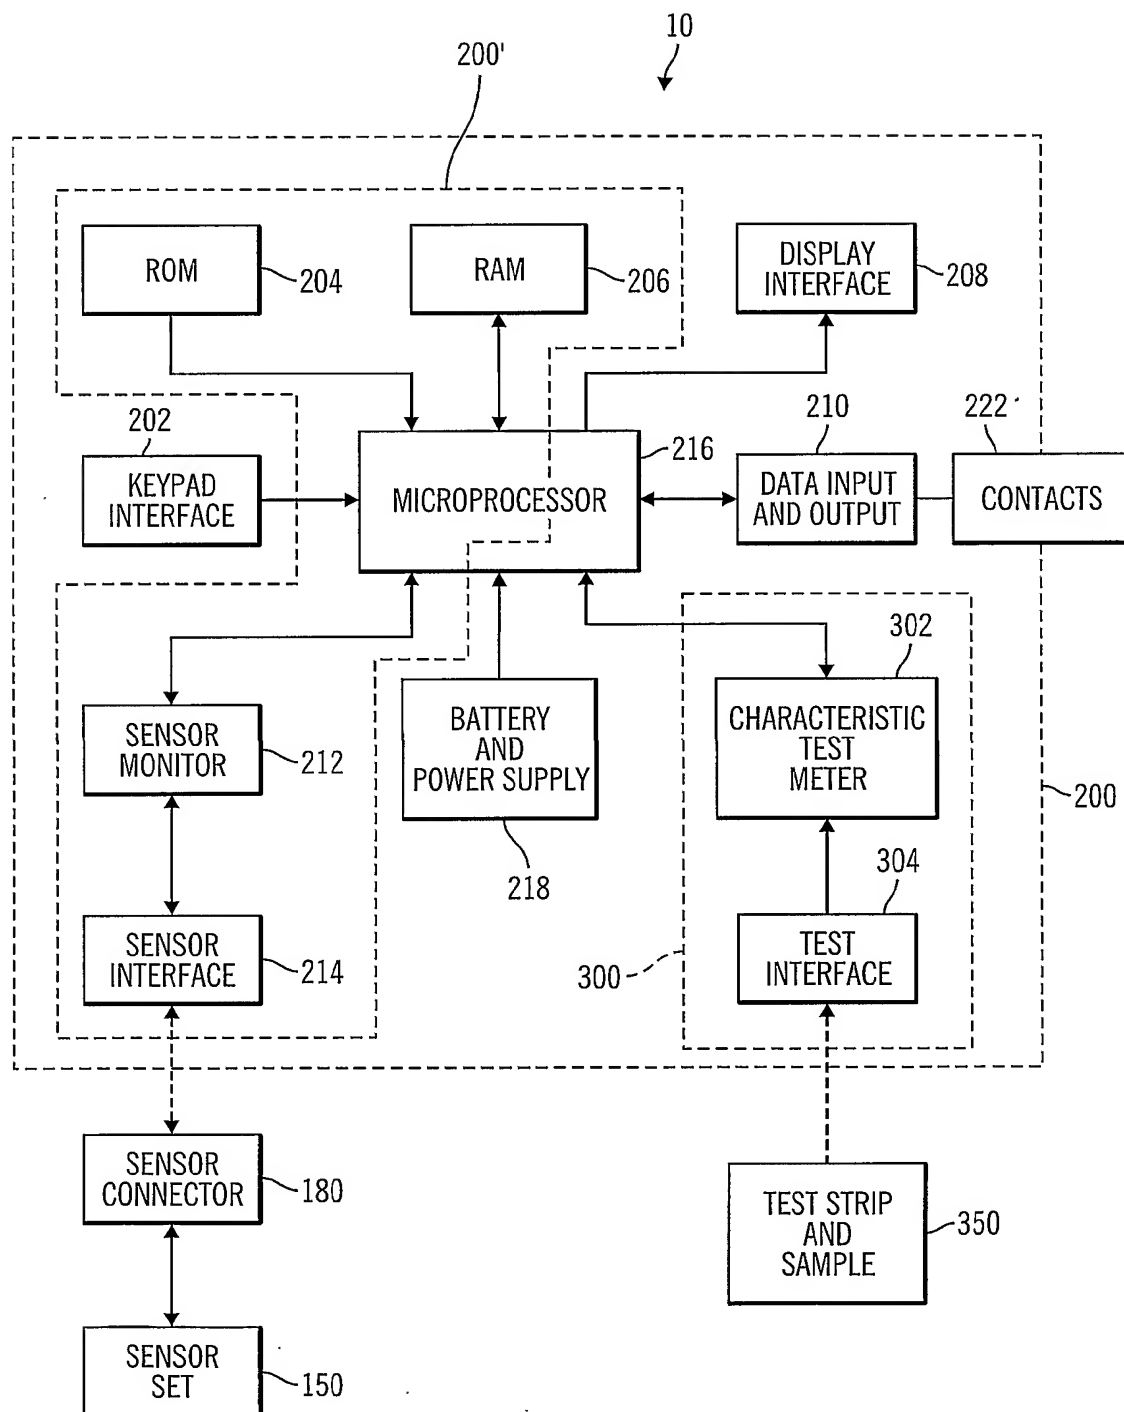 10
200'
ROM
204
RAM
206
DISPLAY
INTERFACE
208
202
KEYPAD
INTERFACE
MICROPROCESSOR
216
210
DATA INPUT
AND OUTPUT
222
CONTACTS
SENSOR
MONITOR
212
BATTERY
AND
POWER SUPPLY
218
302
CHARACTERISTIC
TEST
METER
200
304
TEST
INTERFACE
300
SENSOR
INTERFACE
214
SENSOR
CONNECTOR
180
TEST STRIP
AND
SAMPLE
350
SENSOR
SET
150